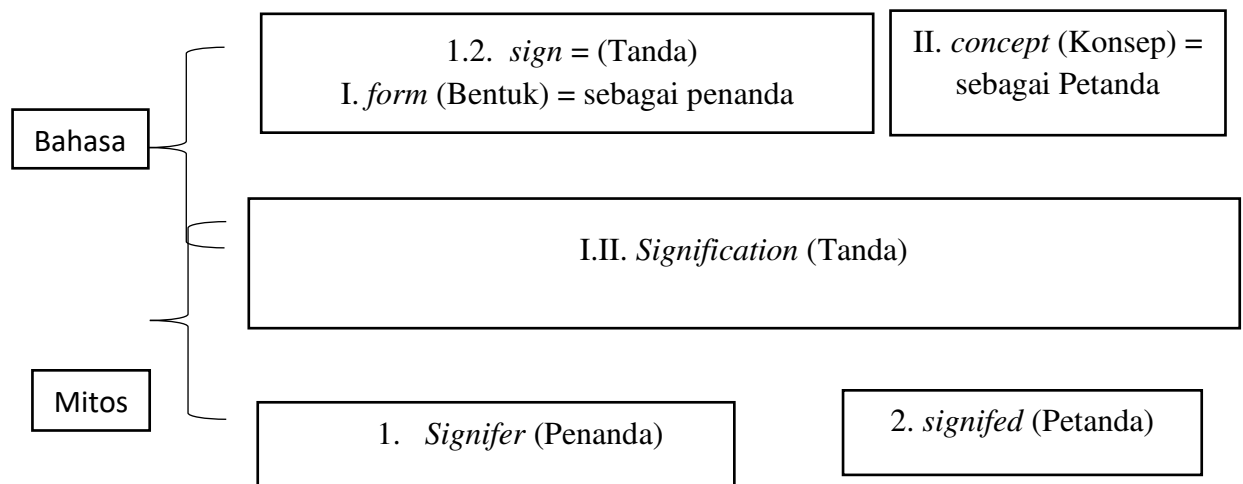 1.2. sign = (Tanda)
I. form (Bentuk) = sebagai penanda
II. concept (Konsep) =
sebagai Petanda
Bahasa
I.II. Signification (Tanda)
Mitos
1. Signifer (Penanda)
2. signifed (Petanda)